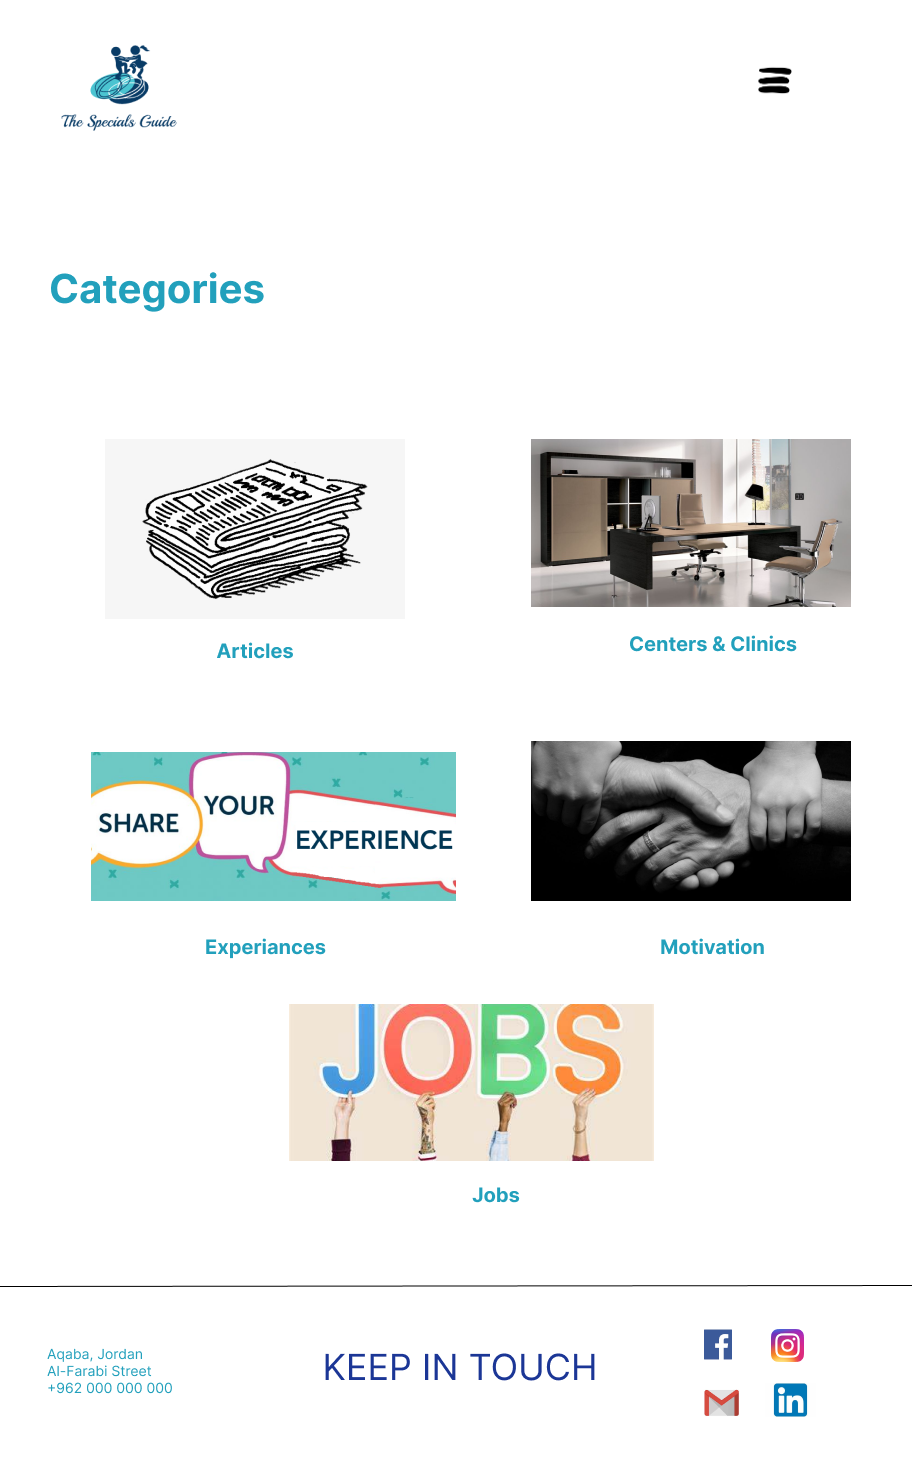 The Specials Guide
Categories
Articles
Centers & Clinics
SHARE
YOUR
EXPERIENCE
Experiances
Motivation
JOBS
Jobs
Aqaba, Jordan
Al-Farabi Street
+962 000 000 000
KEEP IN TOUCH